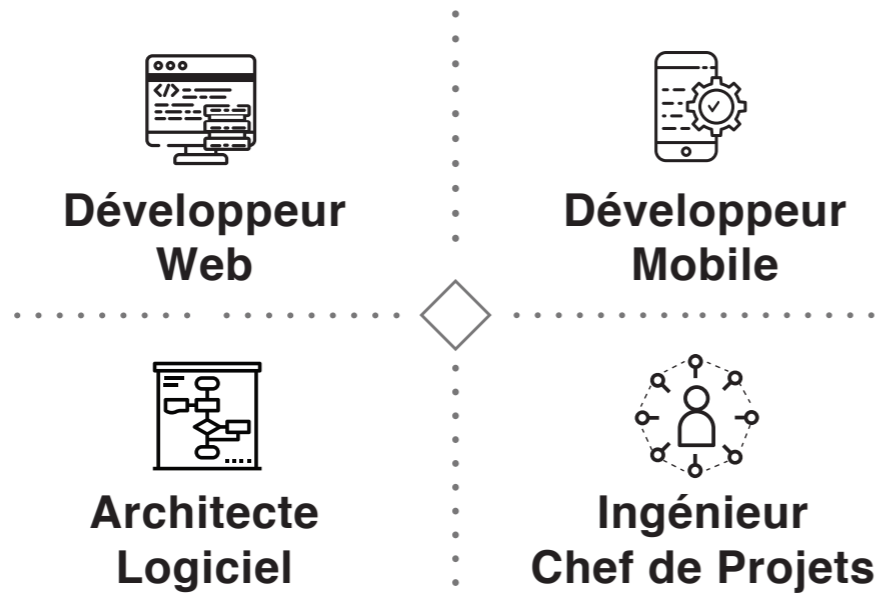 </>
Développeur
Web
Développeur
Mobile
Architecte
Logiciel
Ingénieur
Chef de Projets